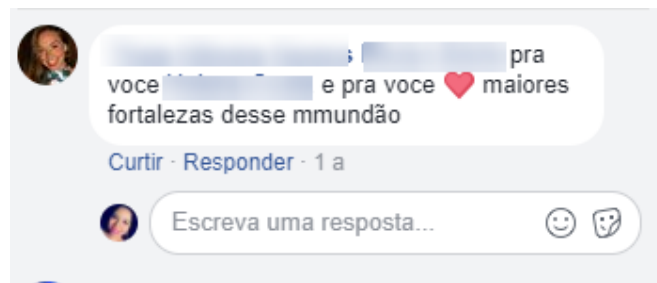 pra
voce e pra voce ❤ maiores
fortalezas desse mmundão
Curtir · Responder · 1 a
Escreva uma resposta...